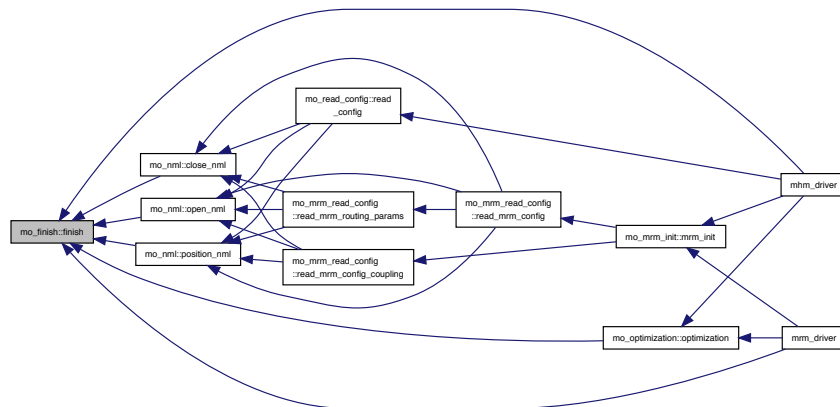 mo_read_config::read
_config
mo_nml::close_nml
mhm_driver
mo_nml::open_nml
mo_mrm_read_config
::read_mrm_routing_params
mo_mrm_read_config
::read_mrm_config
mo_finish::finish
mo_mrm_init::mrm_init
mo_nml::position_nml
mo_mrm_read_config
::read_mrm_config_coupling
mo_optimization::optimization
mrm_driver